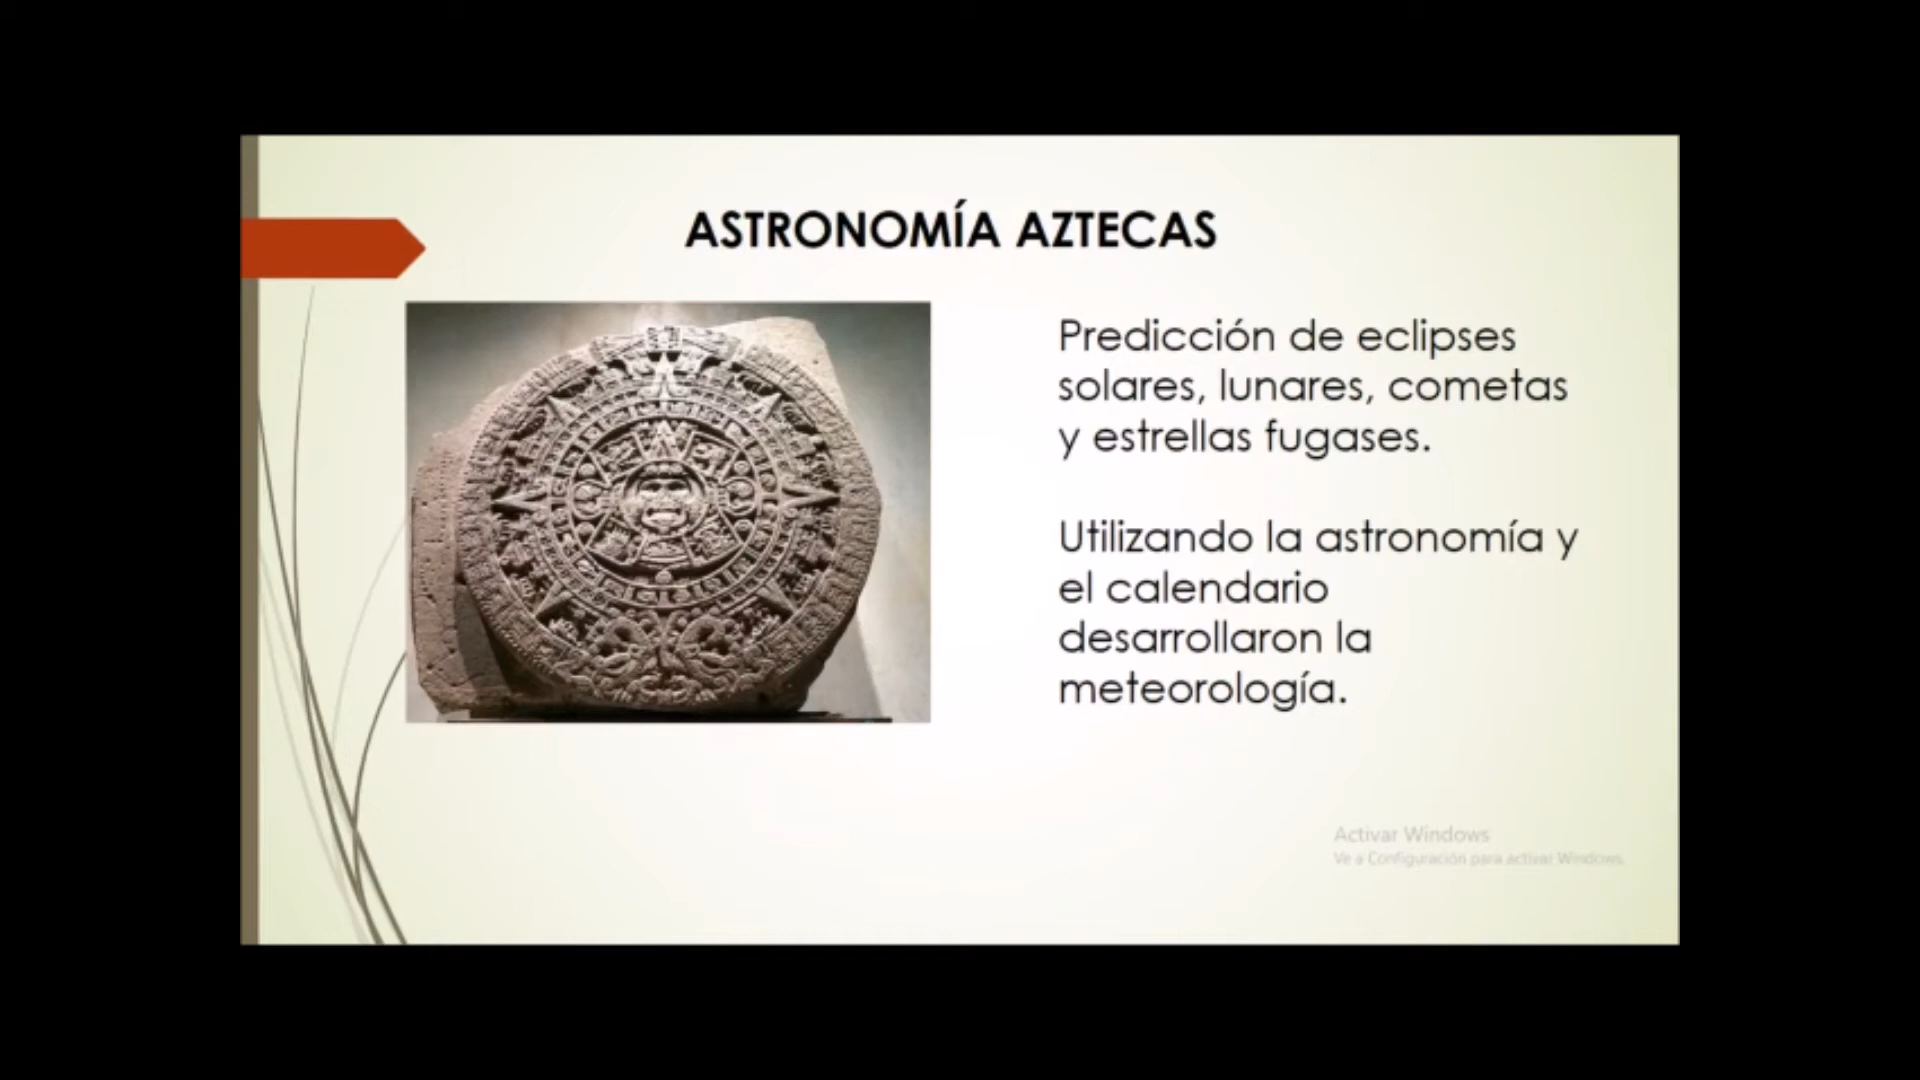 ASTRONOMÍA AZTECAS
Predicción de eclipses
solares, lunares, cometas
y estrellas fugases.
Utilizando la astronomía y
el calendario
desarrollaron la
meteorología.
Activar Windows
Ve a Configuración para activar Windows.